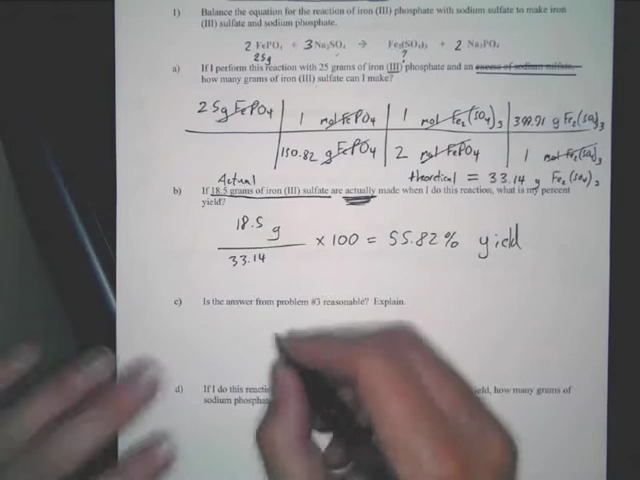 1) Balance the equation for the reaction of iron (III) phosphate with sodium sulfate to make iron
(III) sulfate and sodium phosphate.
2 FePO₄ + 3 Na₂SO₄ → Fe₂(SO₄)₃ + 2 Na₃PO₄
25g ?
a) If I perform this reaction with 25 grams of iron (III) phosphate and an excess of sodium sulfate,
how many grams of iron (III) sulfate can I make?
25g FePO₄ 1 mol FePO₄ 1 mol Fe₂(SO₄)₃ 399.91 g Fe₂(SO₄)₃
150.82 g FePO₄ 2 mol FePO₄ 1 mol Fe₂(SO₄)₃
Actual theoretical = 33.14 g Fe₂(SO₄)₃
b) If 18.5 grams of iron (III) sulfate are actually made when I do this reaction, what is my percent
yield?
18.5 g
33.14 × 100 = 55.82% yield
c) Is the answer from problem #3 reasonable? Explain.
d) If I do this reacti ield, how many grams of
sodium phosphat